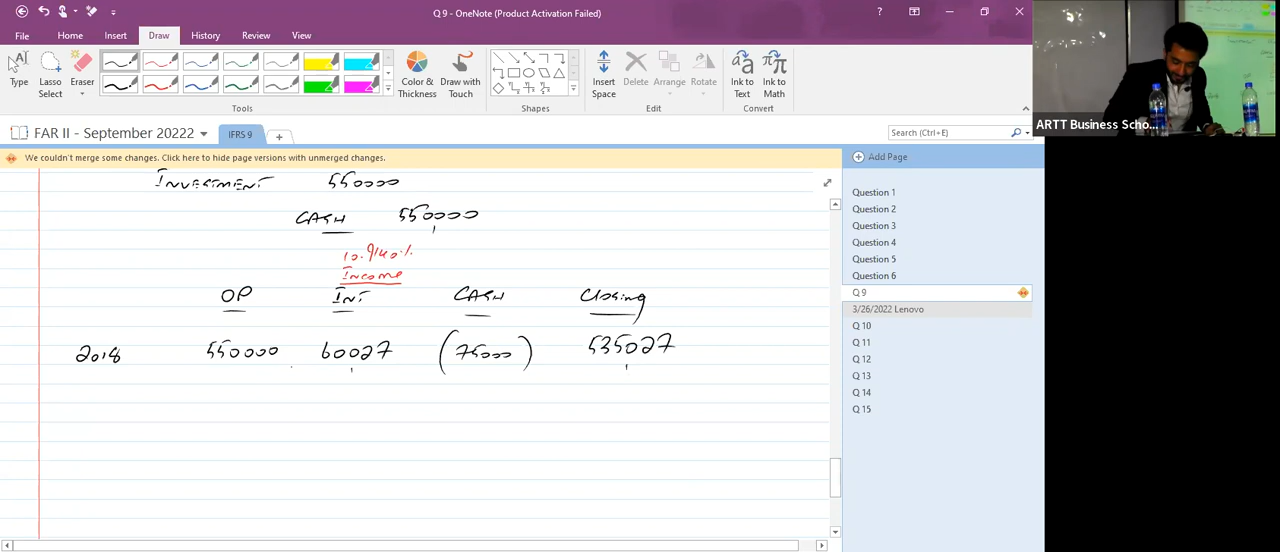 Q 9 - OneNote (Product Activation Failed)
File Home Insert Draw History Review View
Type Lasso Select Eraser Color & Thickness Draw with Touch Insert Space Delete Arrange Rotate Ink to Text Ink to Math
Tools Shapes Edit Convert
ARTT Business Scho...
FAR II - September 20222 IFRS 9 Search (Ctrl+E)
We couldn't merge some changes. Click here to hide page versions with unmerged changes.
Add Page
INVESTMENT 550000
CASH 550000
10.9140%
Income
OP INT CASH Closing
2018 550000 60027 (75000) 535027
Question 1
Question 2
Question 3
Question 4
Question 5
Question 6
Q 9
3/26/2022 Lenovo
Q 10
Q 11
Q 12
Q 13
Q 14
Q 15